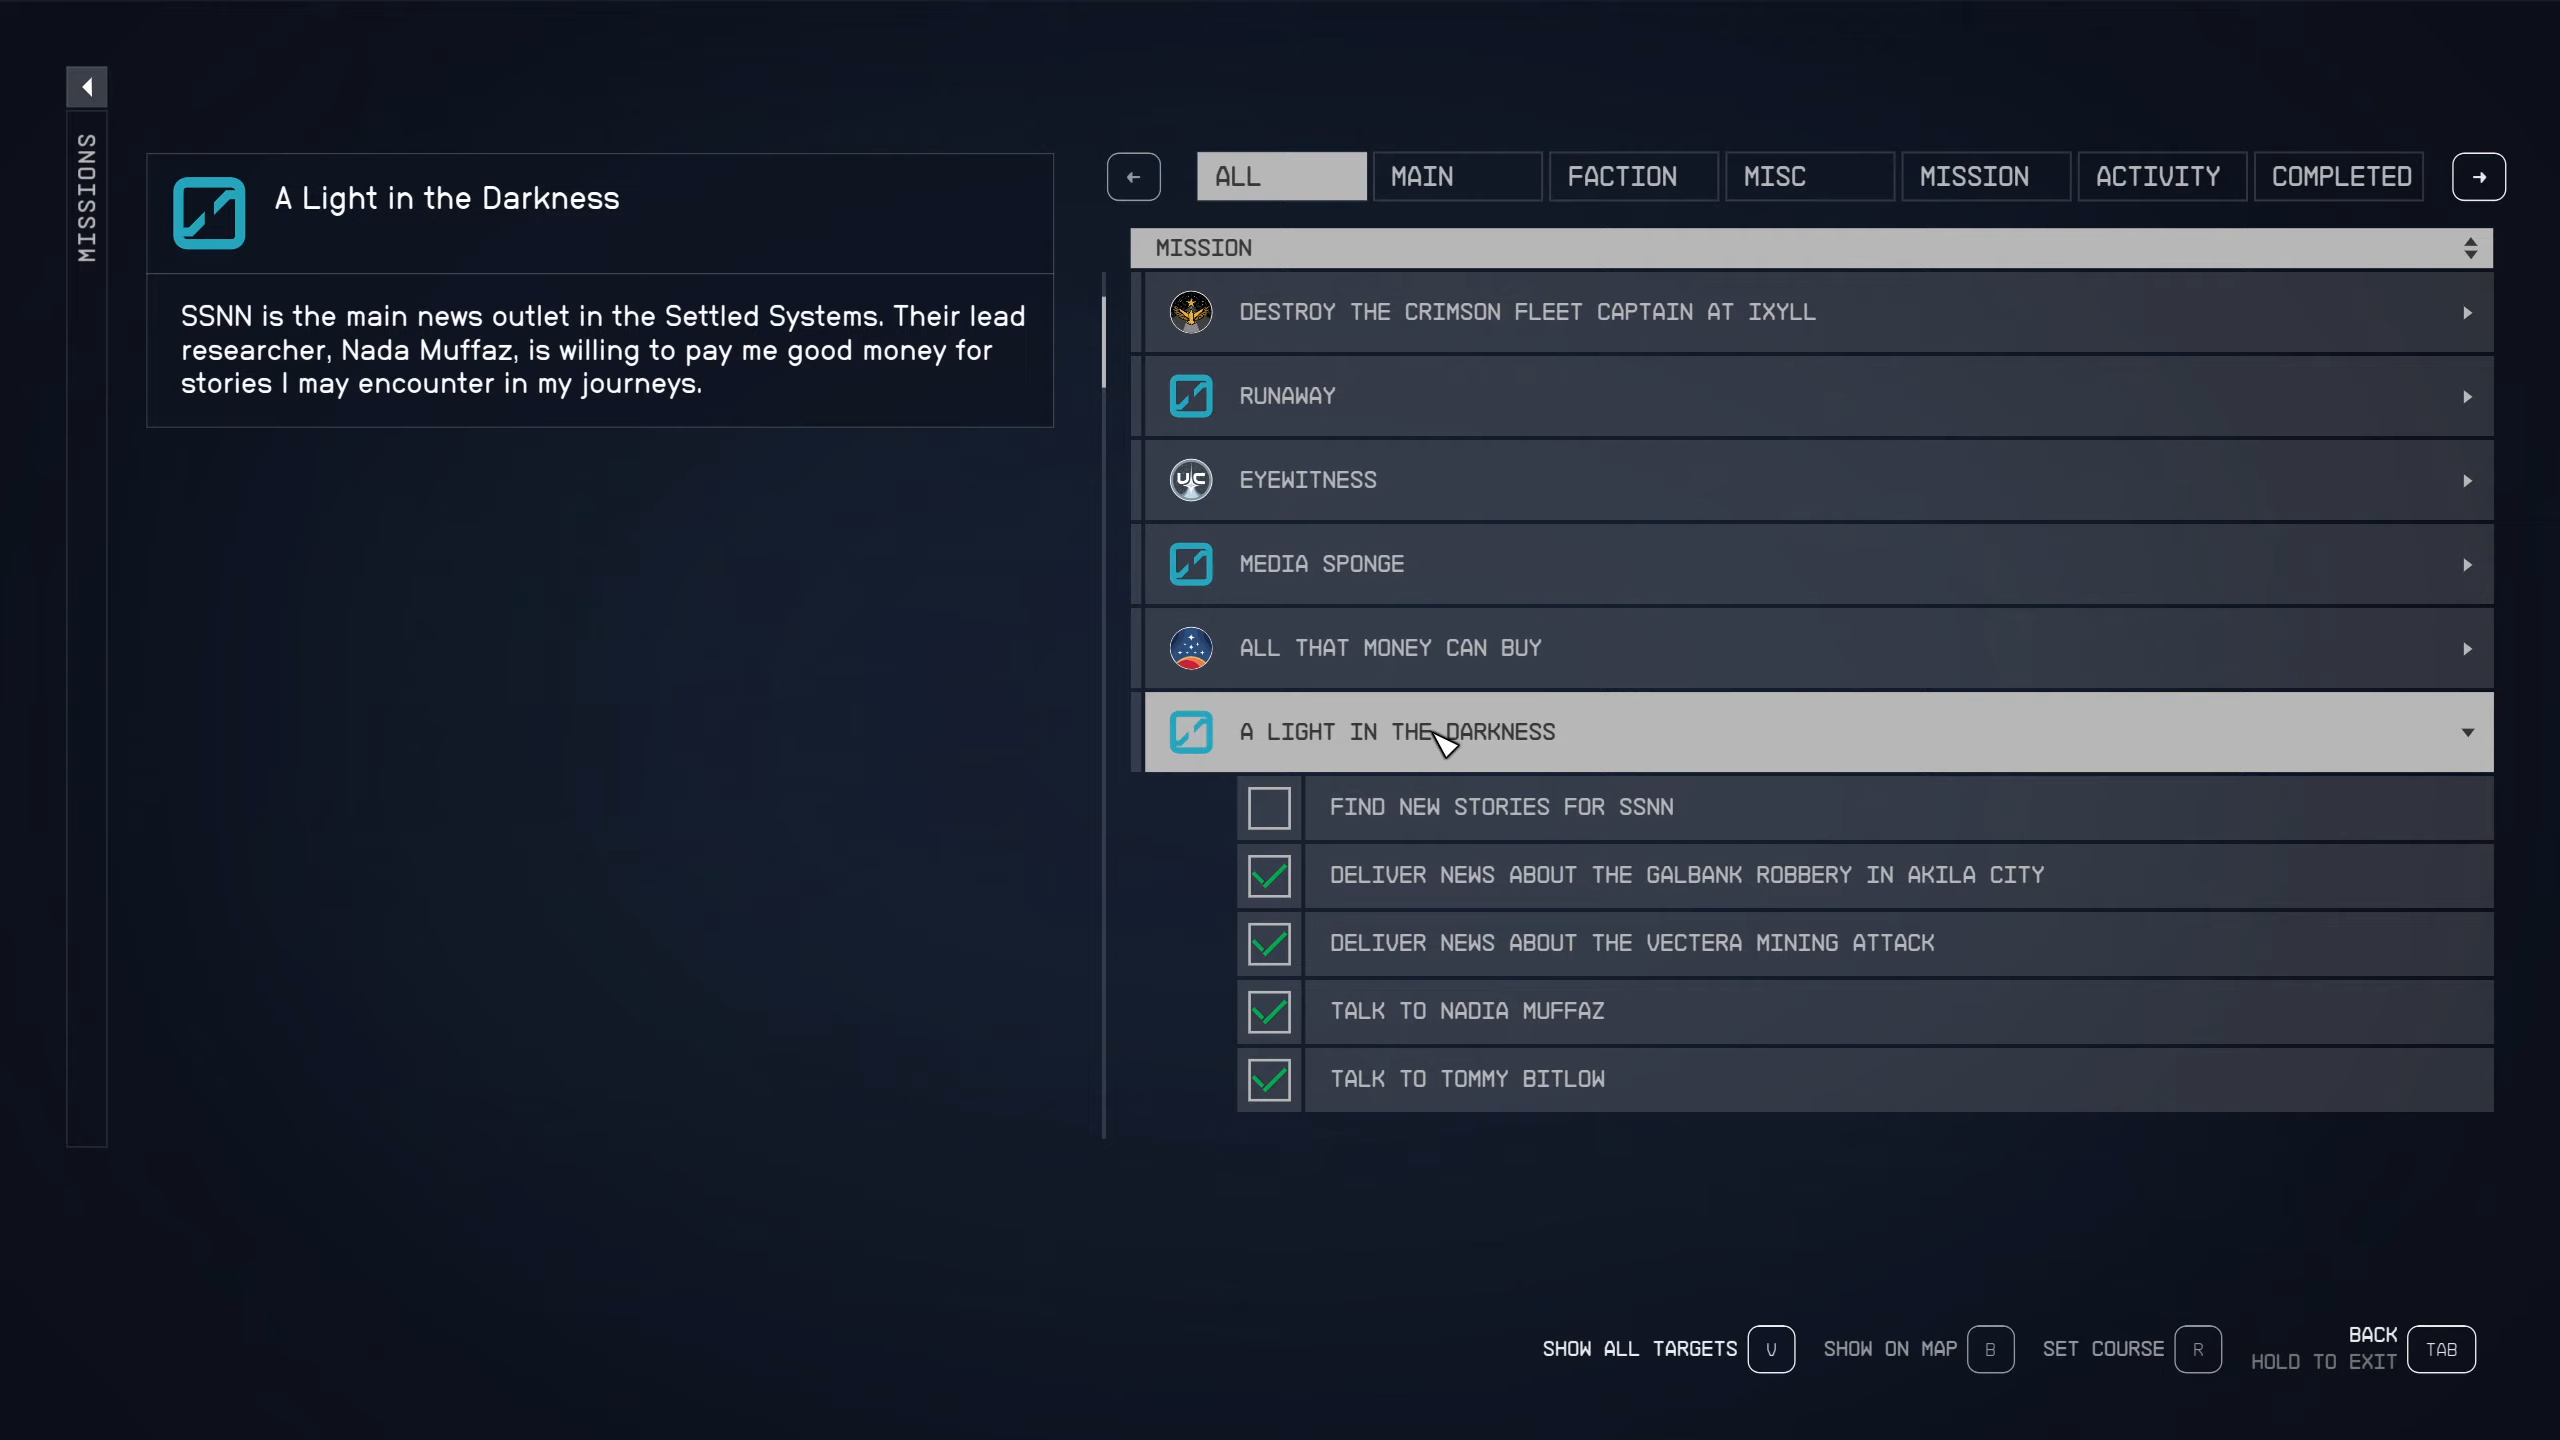 MISSIONS
A Light in the Darkness
SSNN is the main news outlet in the Settled Systems. Their lead
researcher, Nada Muffaz, is willing to pay me good money for
stories I may encounter in my journeys.
ALL MAIN FACTION MISC MISSION ACTIVITY COMPLETED
MISSION
DESTROY THE CRIMSON FLEET CAPTAIN AT IXYLL
RUNAWAY
UC EYEWITNESS
MEDIA SPONGE
ALL THAT MONEY CAN BUY
A LIGHT IN THE DARKNESS
FIND NEW STORIES FOR SSNN
DELIVER NEWS ABOUT THE GALBANK ROBBERY IN AKILA CITY
DELIVER NEWS ABOUT THE VECTERA MINING ATTACK
TALK TO NADIA MUFFAZ
TALK TO TOMMY BITLOW
SHOW ALL TARGETS V SHOW ON MAP B SET COURSE R BACK TAB
HOLD TO EXIT